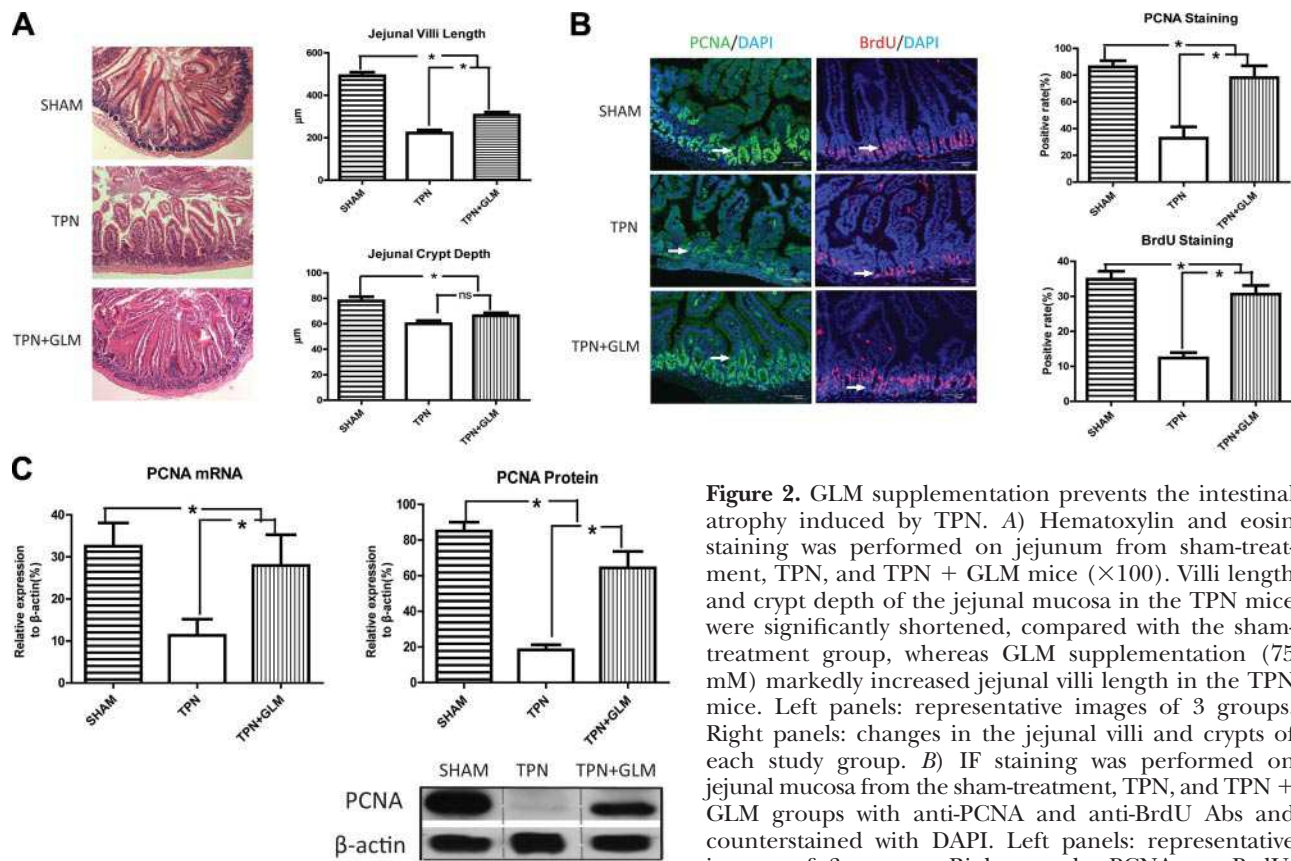 A
SHAM
TPN
TPN+GLM
Jejunal Villi Length
600
400
200
0
μm
*
*
SHAM
TPN
TPN+GLM
Jejunal Crypt Depth
100
80
60
40
20
0
μm
*
ns
SHAM
TPN
TPN+GLM
B
PCNA/DAPI BrdU/DAPI
SHAM
TPN
TPN+GLM
PCNA Staining
100
80
60
40
20
0
Positive rate(%)
*
*
SHAM
TPN
TPN+GLM
BrdU Staining
40
30
20
10
0
Positive rate(%)
*
*
SHAM
TPN
TPN+GLM
C
PCNA mRNA
40
30
20
10
0
Relative expression
to β-actin(%)
*
*
SHAM
TPN
TPN+GLM
PCNA Protein
100
80
60
40
20
0
Relative expression
to β-actin(%)
*
*
SHAM
TPN
TPN+GLM
SHAM TPN TPN+GLM
PCNA
β-actin
Figure 2. GLM supplementation prevents the intestinal
atrophy induced by TPN. A) Hematoxylin and eosin
staining was performed on jejunum from sham-treat-
ment, TPN, and TPN + GLM mice (×100). Villi length
and crypt depth of the jejunal mucosa in the TPN mice
were significantly shortened, compared with the sham-
treatment group, whereas GLM supplementation (75
mM) markedly increased jejunal villi length in the TPN
mice. Left panels: representative images of 3 groups.
Right panels: changes in the jejunal villi and crypts of
each study group. B) IF staining was performed on
jejunal mucosa from the sham-treatment, TPN, and TPN +
GLM groups with anti-PCNA and anti-BrdU Abs and
counterstained with DAPI. Left panels: representative